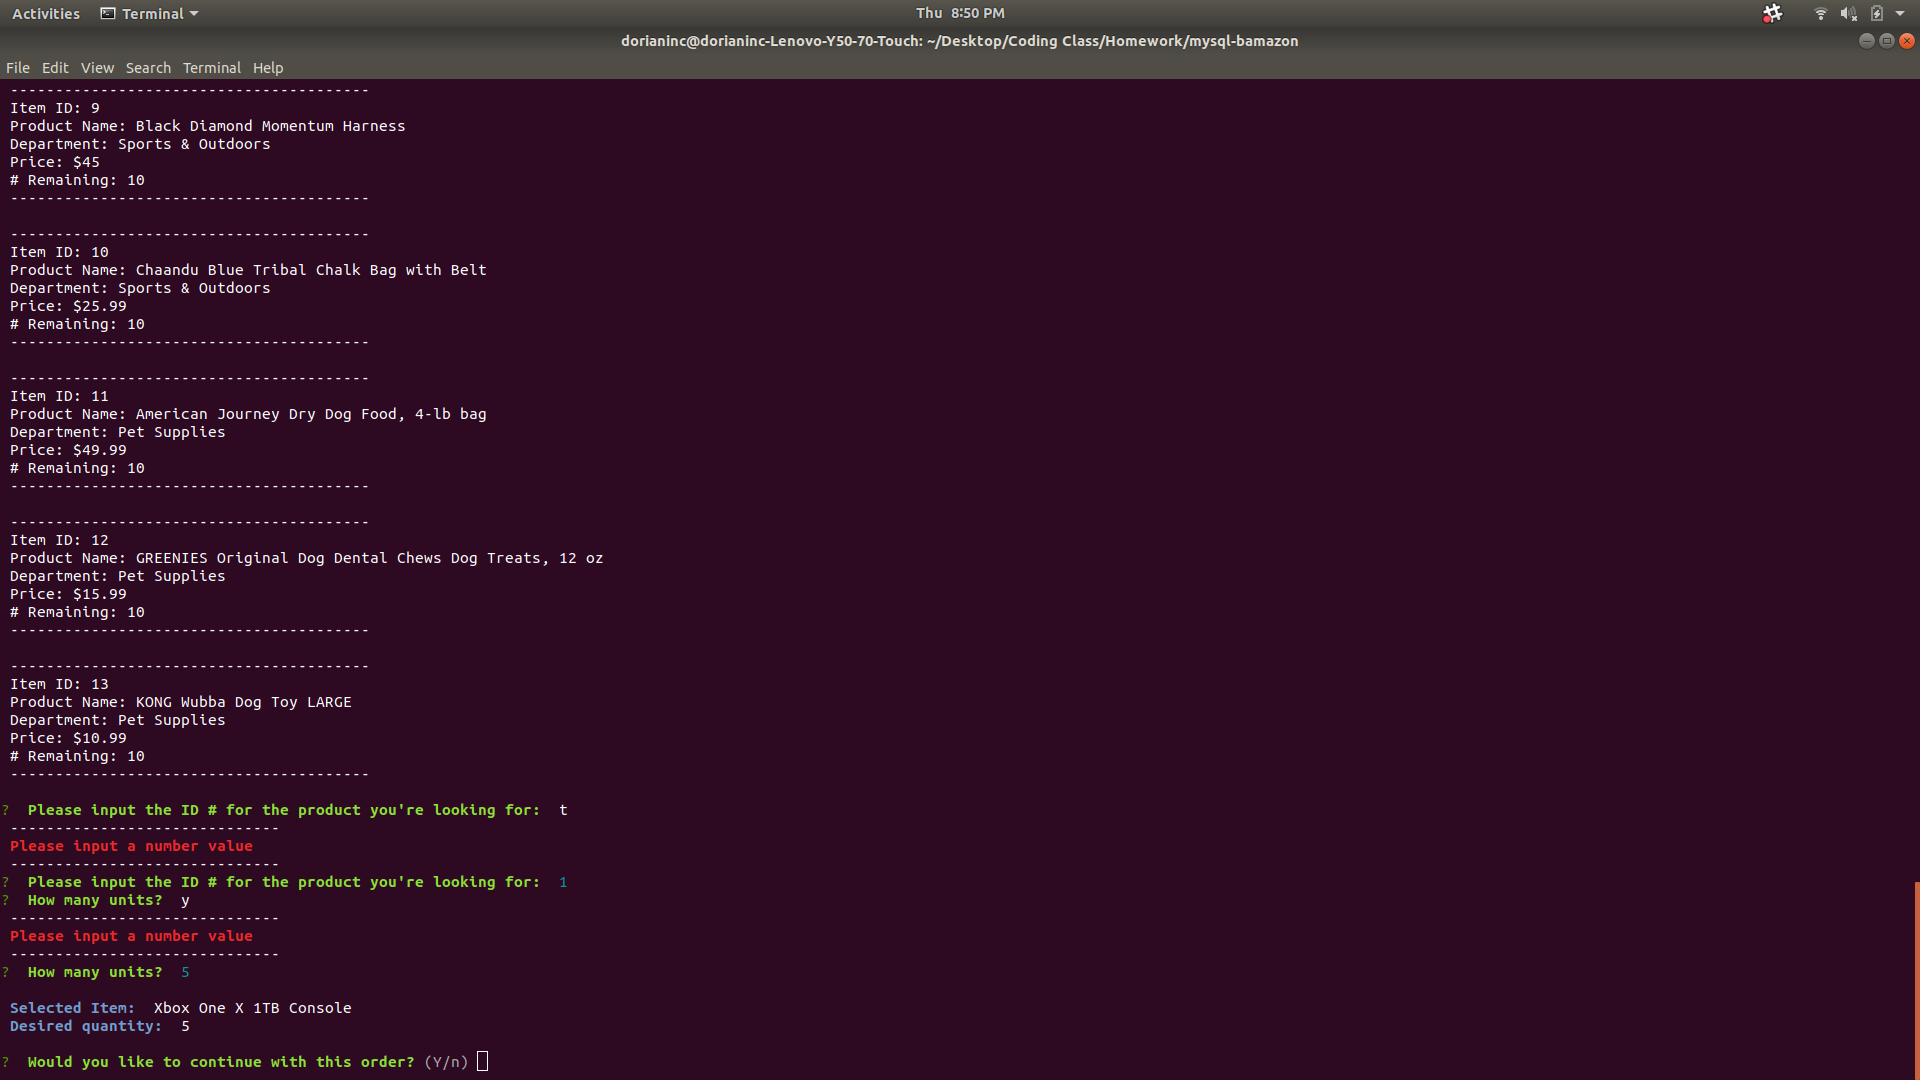 Activities Terminal Thu 8:50 PM
dorianinc@dorianinc-Lenovo-Y50-70-Touch: ~/Desktop/Coding Class/Homework/mysql-bamazon
File Edit View Search Terminal Help
----------------------------------------
Item ID: 9
Product Name: Black Diamond Momentum Harness
Department: Sports & Outdoors
Price: $45
# Remaining: 10
----------------------------------------
----------------------------------------
Item ID: 10
Product Name: Chaandu Blue Tribal Chalk Bag with Belt
Department: Sports & Outdoors
Price: $25.99
# Remaining: 10
----------------------------------------
----------------------------------------
Item ID: 11
Product Name: American Journey Dry Dog Food, 4-lb bag
Department: Pet Supplies
Price: $49.99
# Remaining: 10
----------------------------------------
----------------------------------------
Item ID: 12
Product Name: GREENIES Original Dog Dental Chews Dog Treats, 12 oz
Department: Pet Supplies
Price: $15.99
# Remaining: 10
----------------------------------------
----------------------------------------
Item ID: 13
Product Name: KONG Wubba Dog Toy LARGE
Department: Pet Supplies
Price: $10.99
# Remaining: 10
----------------------------------------
? Please input the ID # for the product you're looking for: t
------------------------------
Please input a number value
------------------------------
? Please input the ID # for the product you're looking for: 1
? How many units? y
------------------------------
Please input a number value
------------------------------
? How many units? 5
Selected Item: Xbox One X 1TB Console
Desired quantity: 5
? Would you like to continue with this order? (Y/n)